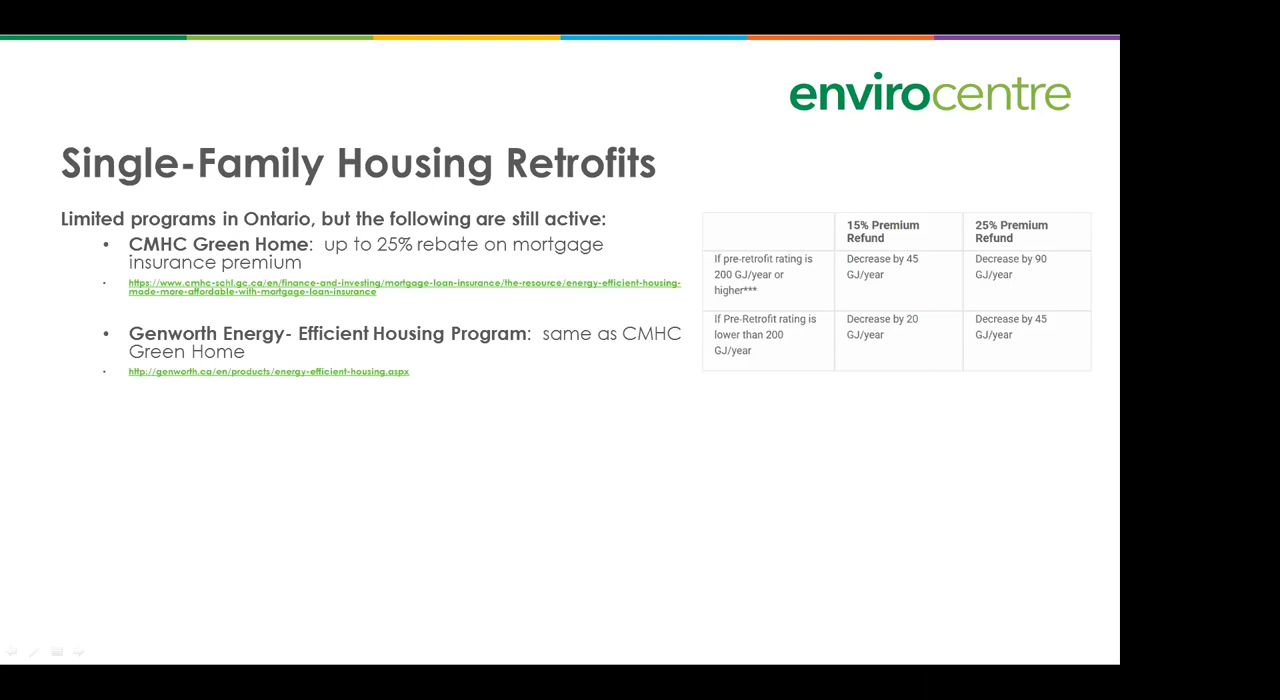 envirocentre
Single-Family Housing Retrofits
Limited programs in Ontario, but the following are still active:
• CMHC Green Home: up to 25% rebate on mortgage
insurance premium
• https://www.cmhc-schl.gc.ca/en/finance-and-investing/mortgage-loan-insurance/the-resource/energy-efficient-housing-
made-more-affordable-with-mortgage-loan-insurance
• Genworth Energy- Efficient Housing Program: same as CMHC
Green Home
• http://genworth.ca/en/products/energy-efficient-housing.aspx
15% Premium
Refund
25% Premium
Refund
If pre-retrofit rating is
200 GJ/year or
higher***
Decrease by 45
GJ/year
Decrease by 90
GJ/year
If Pre-Retrofit rating is
lower than 200
GJ/year
Decrease by 20
GJ/year
Decrease by 45
GJ/year